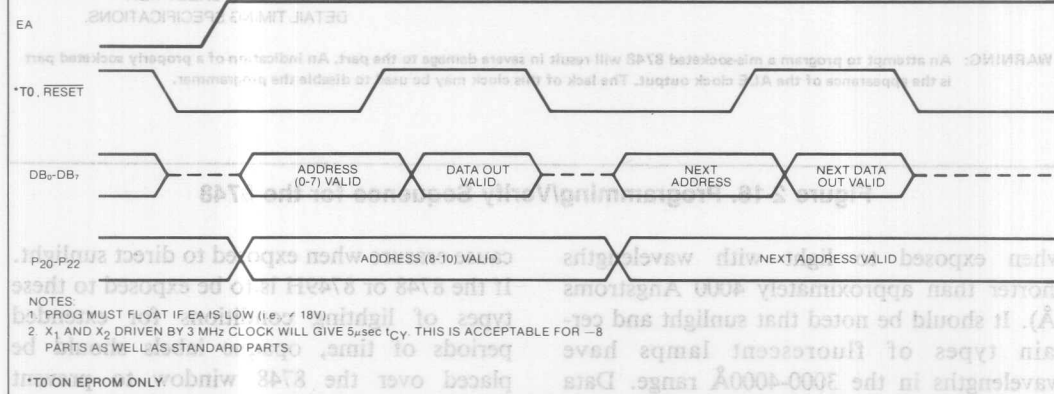 DETAIL TIMING SPECIFICATIONS.
EA
WARNING: An attempt to program a mis-socketed 8748 will result in severe damage to the part. An indication of a properly socketed part
is the appearance of the ALE clock output. The lack of this clock may be used to disable the programmer.
*T0, RESET
DB0-DB7
ADDRESS
(0-7) VALID
DATA OUT
VALID
NEXT
ADDRESS
NEXT DATA
OUT VALID
Figure 2-16. Programming/Verify Sequence for the 8748
P20-P22
ADDRESS (8-10) VALID
NEXT ADDRESS VALID
when exposed to light with wavelengths
shorter than approximately 4000 Angstroms
(Å). It should be noted that sunlight and cer-
tain types of fluorescent lamps have
wavelengths in the 3000-4000Å range. Data
cause erasure when exposed to direct sunlight.
If the 8748 or 8749H is to be exposed to these
types of lighting conditions for extended
periods of time, opaque labels should be
placed over the 8748 window to prevent
NOTES:
1. PROG MUST FLOAT IF EA IS LOW (i.e., ≠ 18V)
2. X1 AND X2 DRIVEN BY 3 MHz CLOCK WILL GIVE 5µsec tCY. THIS IS ACCEPTABLE FOR –8
PARTS AS WELL AS STANDARD PARTS.
*T0 ON EPROM ONLY.